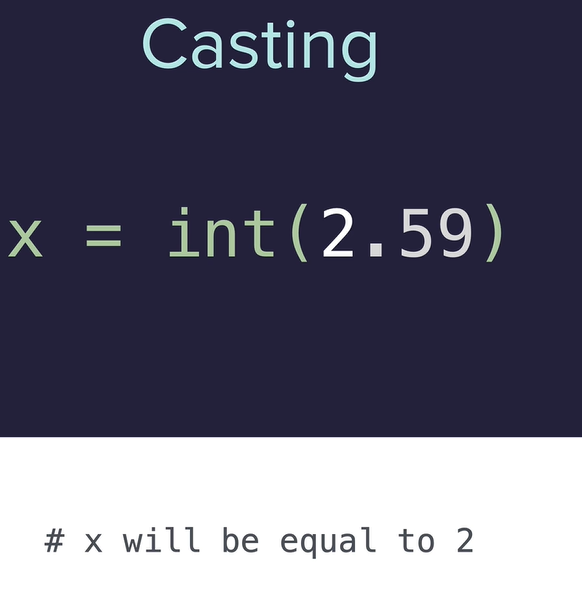 Casting
x = int(2.59)
# x will be equal to 2